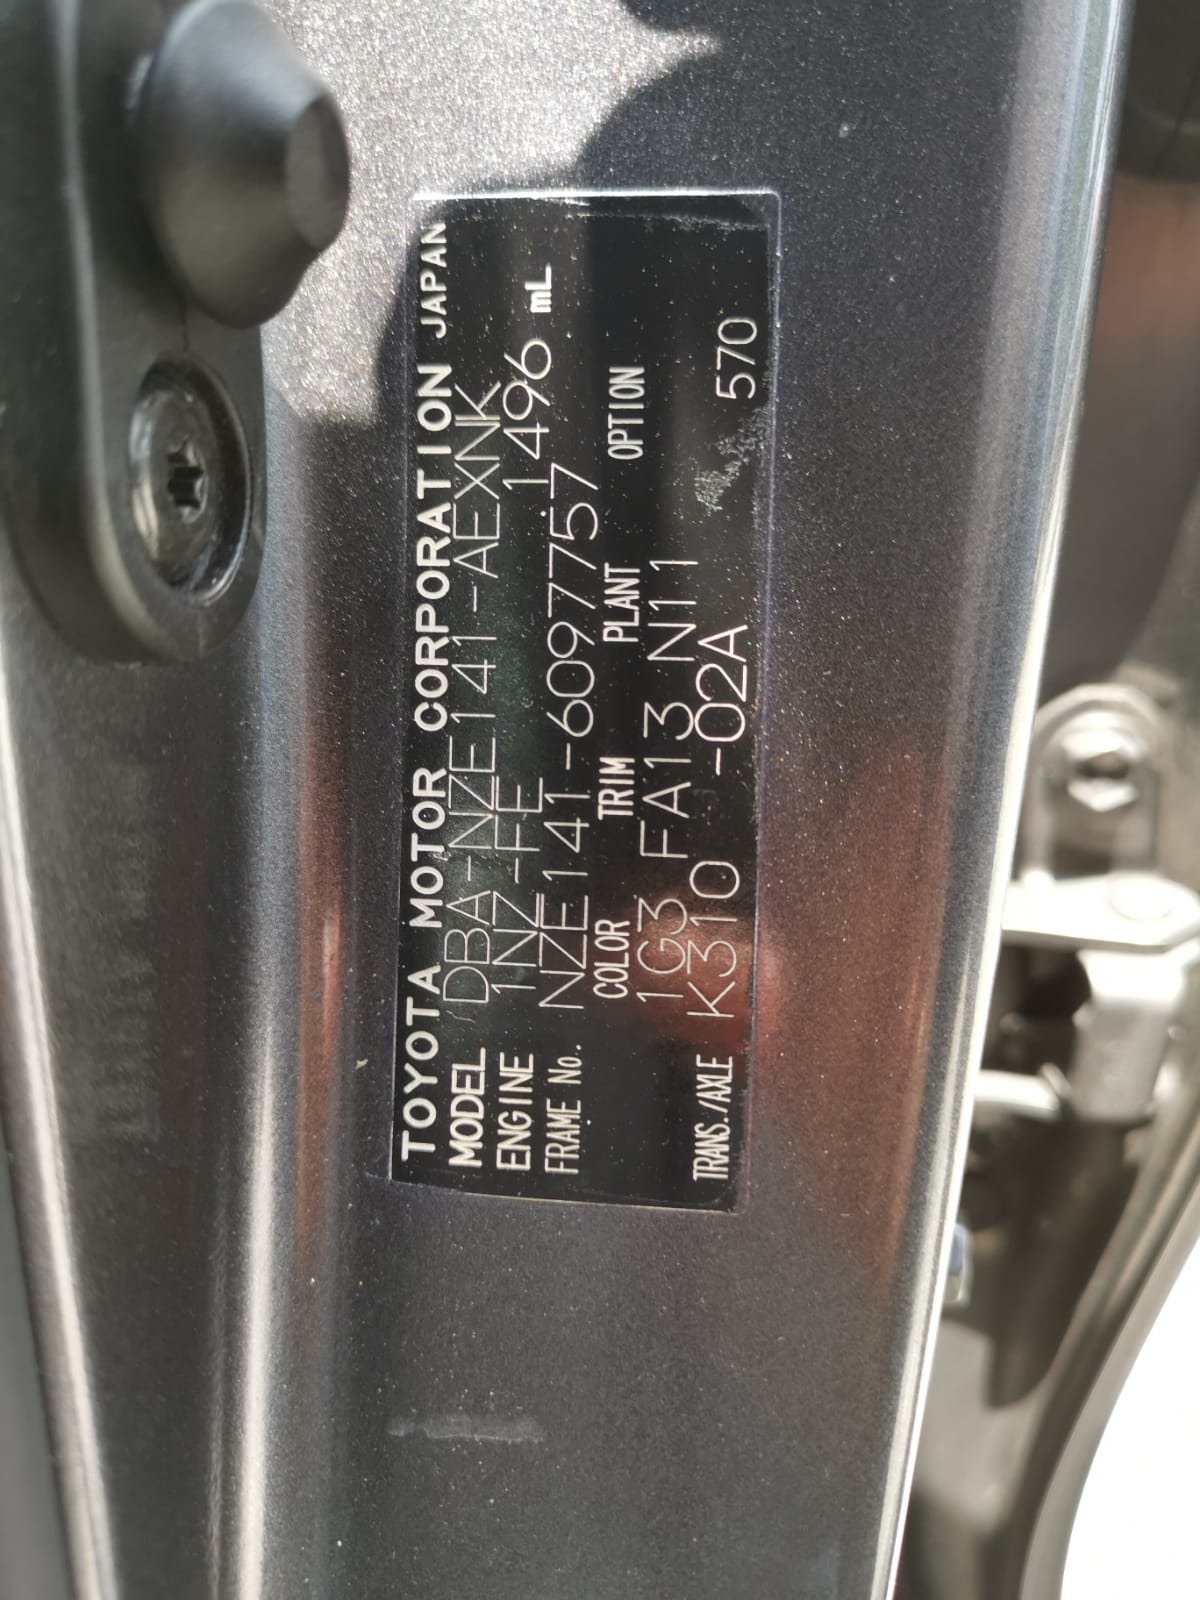 TOYOTA MOTOR CORPORATION JAPAN
MODEL DBA-NZE141-AEXNK
ENGINE 1NZ-FE 1496 mL
FRAME No. NZE141-6097757
COLOR TRIM PLANT OPTION
1G3 FA13 N11
TRANS./AXLE K310 -02A 570